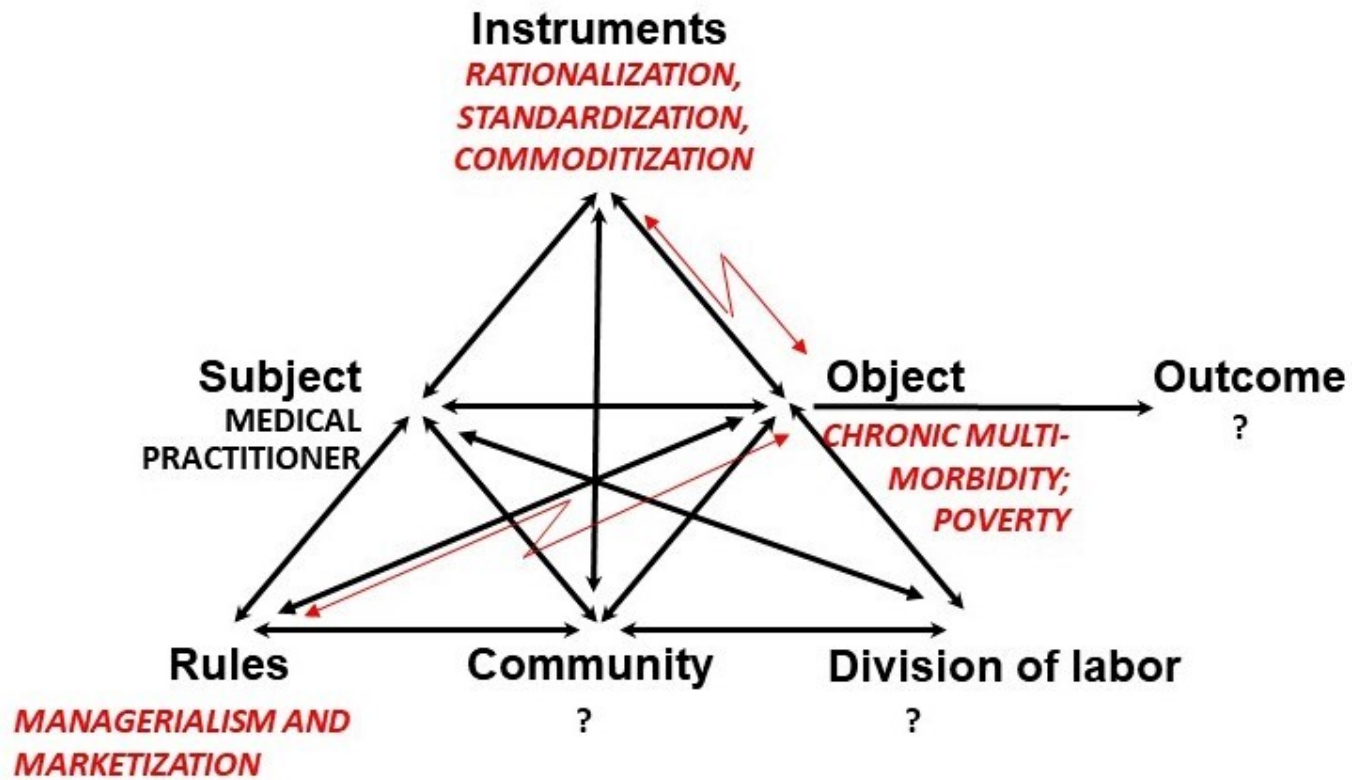 Instruments
RATIONALIZATION,
STANDARDIZATION,
COMMODITIZATION
Subject
MEDICAL
PRACTITIONER
Object
CHRONIC MULTI-
MORBIDITY;
POVERTY
Outcome
?
Rules
MANAGERIALISM AND
MARKETIZATION
Community
?
Division of labor
?